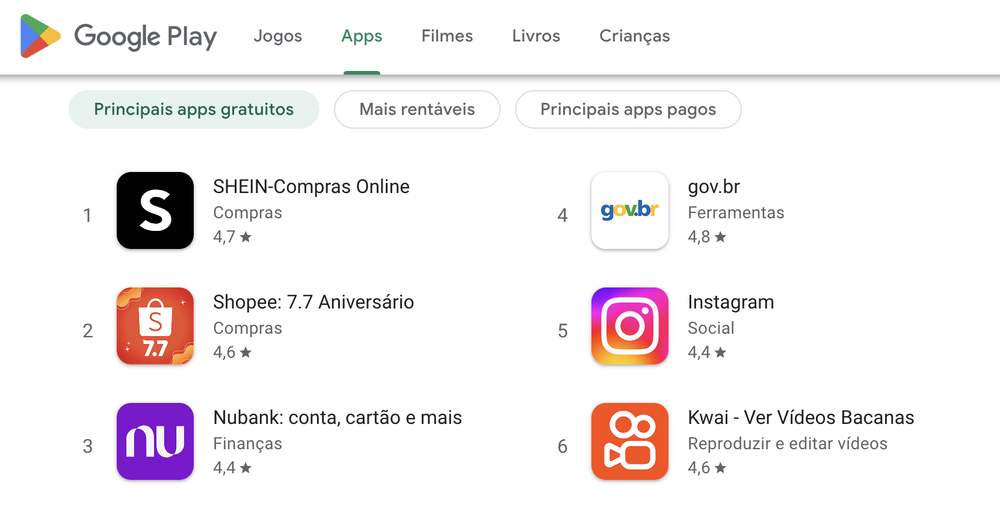 Google Play
Jogos
Apps
Filmes
Livros
Crianças
Principais apps gratuitos
Mais rentáveis
Principais apps pagos
1
S
SHEIN-Compras Online
Compras
4,7 ★
2
S
7.7
Shopee: 7.7 Aniversário
Compras
4,6 ★
3
nu
Nubank: conta, cartão e mais
Finanças
4,4 ★
4
gov.br
gov.br
Ferramentas
4,8 ★
5
Instagram
Social
4,4 ★
6
Kwai - Ver Vídeos Bacanas
Reproduzir e editar vídeos
4,6 ★